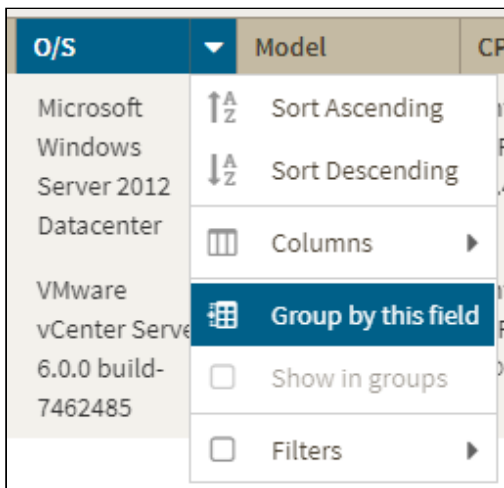 O/S
Model
CP
Microsoft
Windows
Server 2012
Datacenter
VMware
vCenter Serve
6.0.0 build-
7462485
Sort Ascending
Sort Descending
Columns
Group by this field
Show in groups
Filters